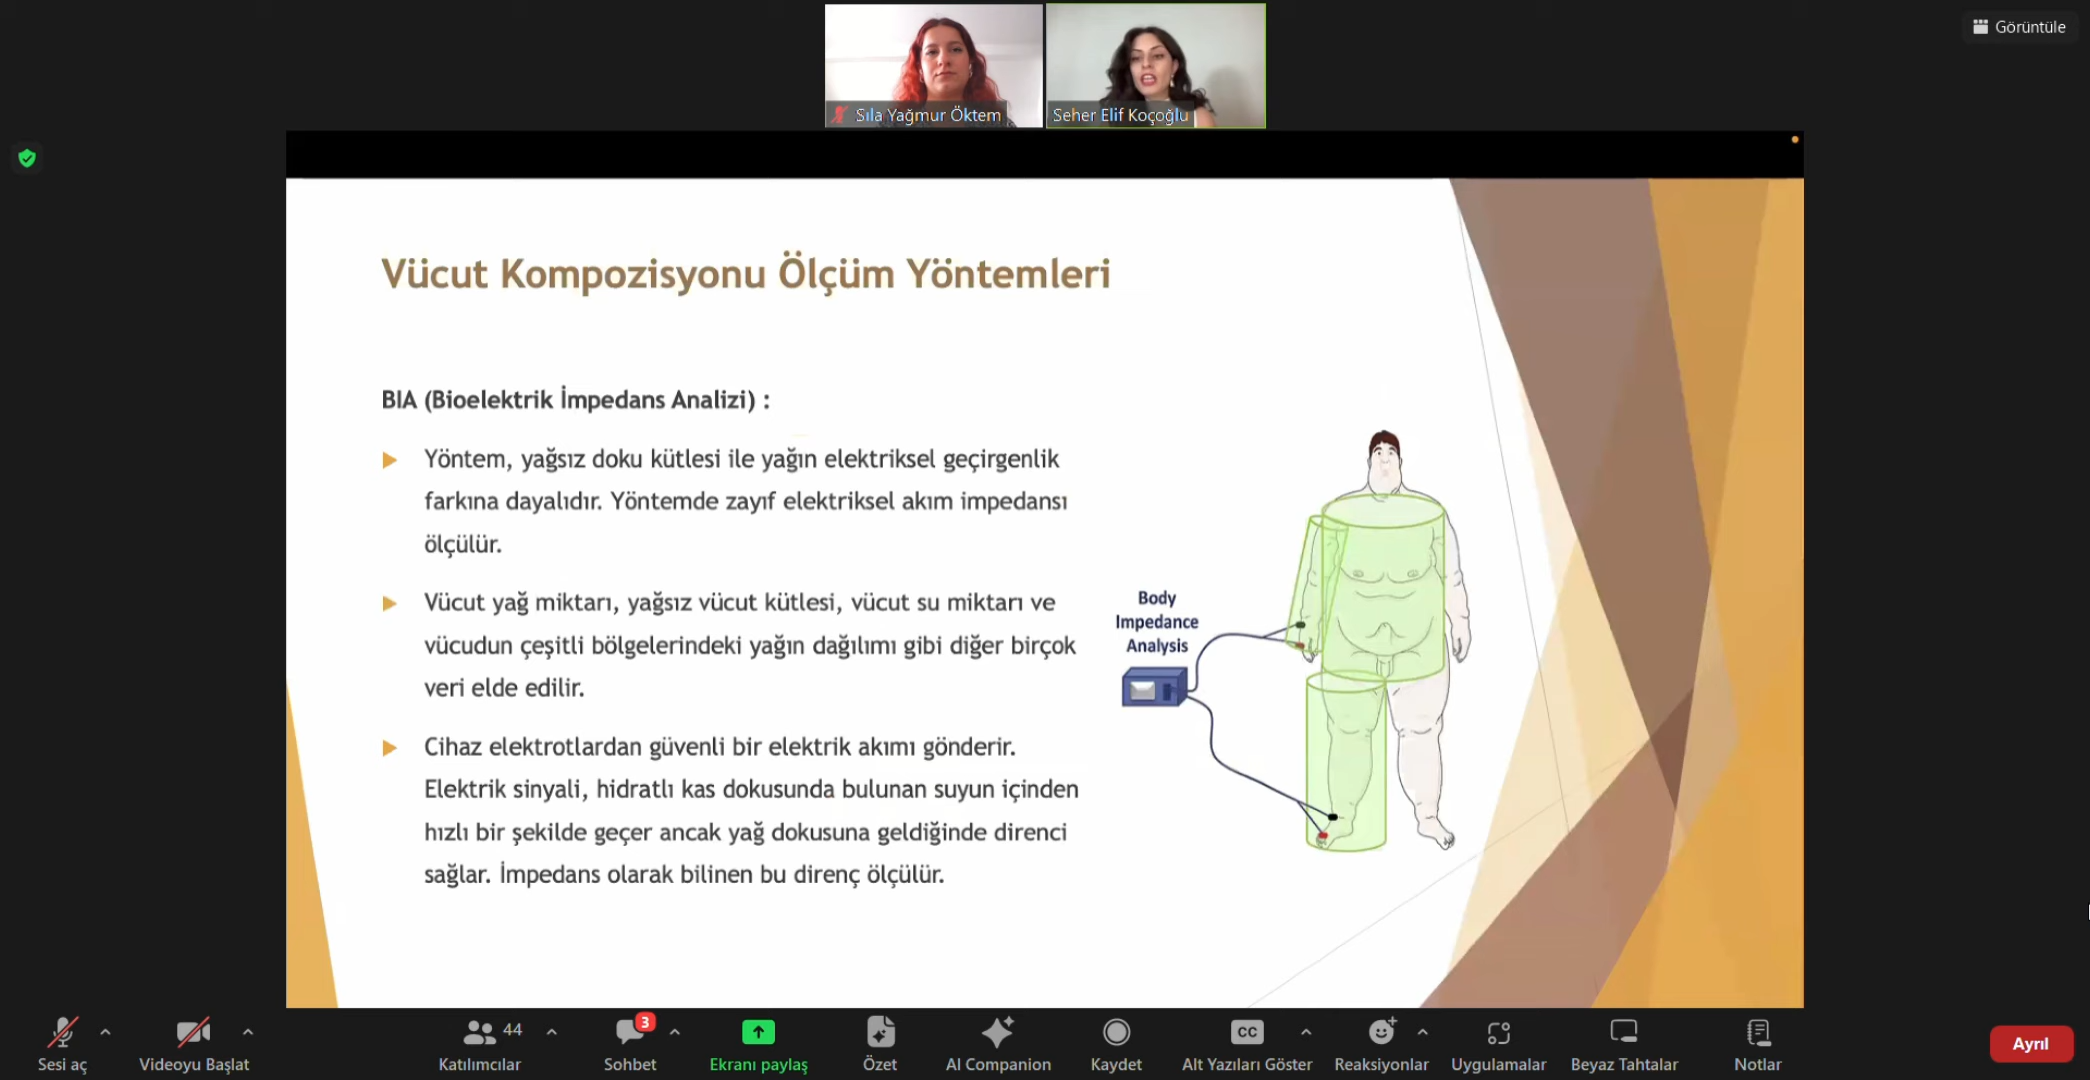 Görüntüle
Sıla Yağmur Öktem
Seher Elif Koçoğlu
Vücut Kompozisyonu Ölçüm Yöntemleri
BIA (Bioelektrik İmpedans Analizi) :
Yöntem, yağsız doku kütlesi ile yağın elektriksel geçirgenlik
farkına dayalıdır. Yöntemde zayıf elektriksel akım impedansı
ölçülür.
Vücut yağ miktarı, yağsız vücut kütlesi, vücut su miktarı ve
vücudun çeşitli bölgelerindeki yağın dağılımı gibi diğer birçok
veri elde edilir.
Cihaz elektrotlardan güvenli bir elektrik akımı gönderir.
Elektrik sinyali, hidratlı kas dokusunda bulunan suyun içinden
hızlı bir şekilde geçer ancak yağ dokusuna geldiğinde direnci
sağlar. İmpedans olarak bilinen bu direnç ölçülür.
Body
Impedance
Analysis
Sesi aç
Videoyu Başlat
44
Katılımcılar
3
Sohbet
Ekranı paylaş
Özet
AI Companion
Kaydet
CC
Alt Yazıları Göster
Reaksiyonlar
Uygulamalar
Beyaz Tahtalar
Notlar
Ayrıl